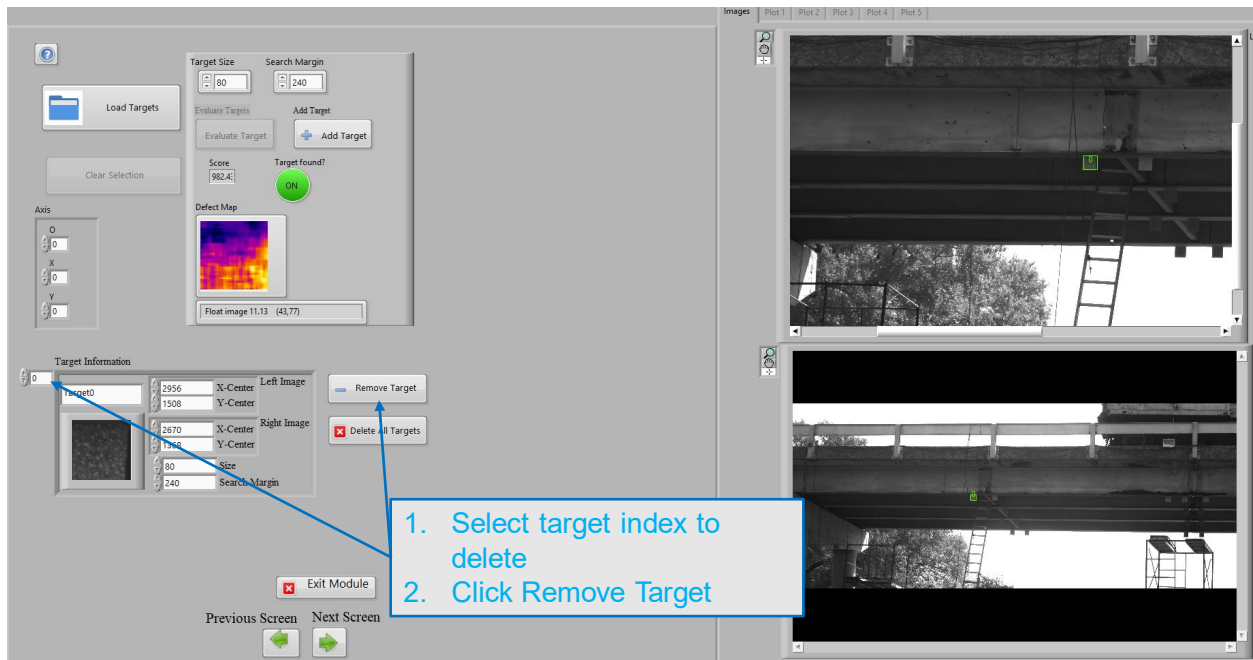 Images
Plot 1
Plot 2
Plot 3
Plot 4
Plot 5
Target Size
Search Margin
80
240
Load Targets
Evaluate Targets
Add Target
Evaluate Target
Add Target
Clear Selection
Score
Target found?
982.4
ON
Axis
O
0
X
0
Y
0
Defect Map
Float image 11.13 (43,77)
Target Information
0
Target0
2956
X-Center
Left Image
1508
Y-Center
2670
X-Center
Right Image
1368
Y-Center
80
Size
240
Search Margin
Remove Target
Delete All Targets
1. Select target index to
delete
2. Click Remove Target
Exit Module
Previous Screen
Next Screen
0